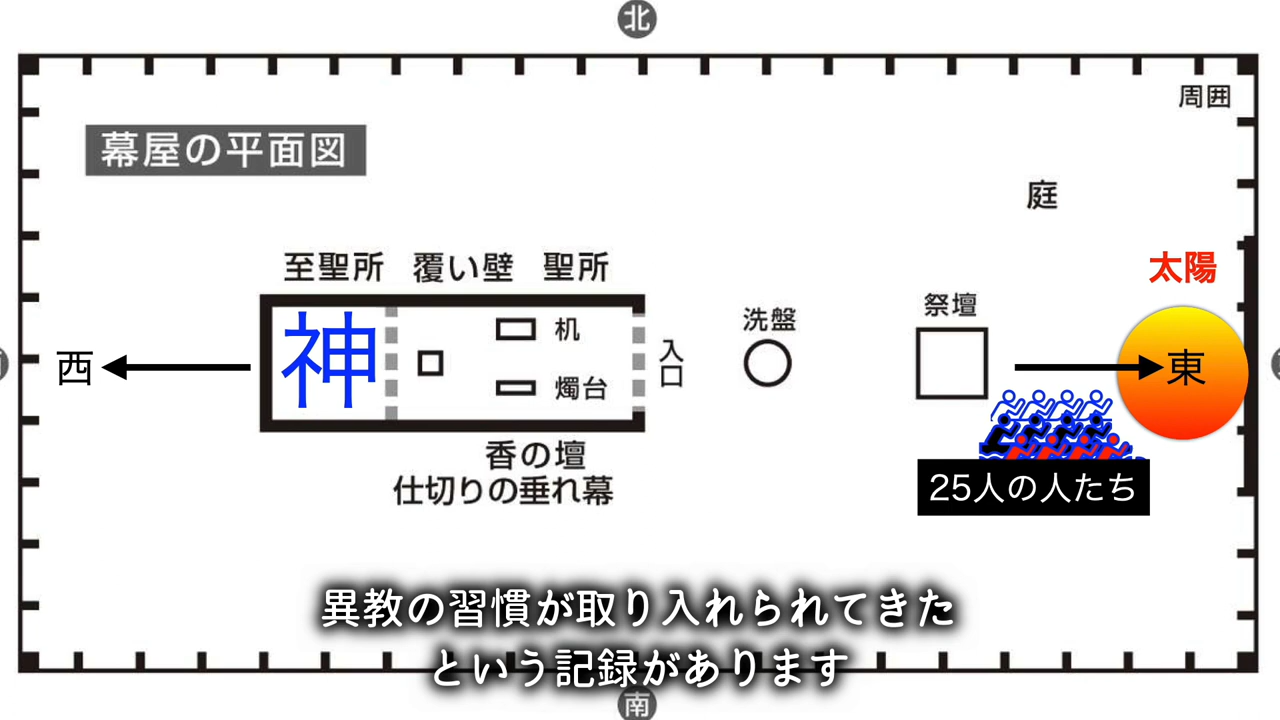 北
周囲
幕屋の平面図
庭
至聖所 覆い壁 聖所
太陽
祭壇
洗盤
神
机
入口
西
東
燭台
香の壇
仕切りの垂れ幕
25人の人たち
異教の習慣が取り入れられてきた
という記録があります
南